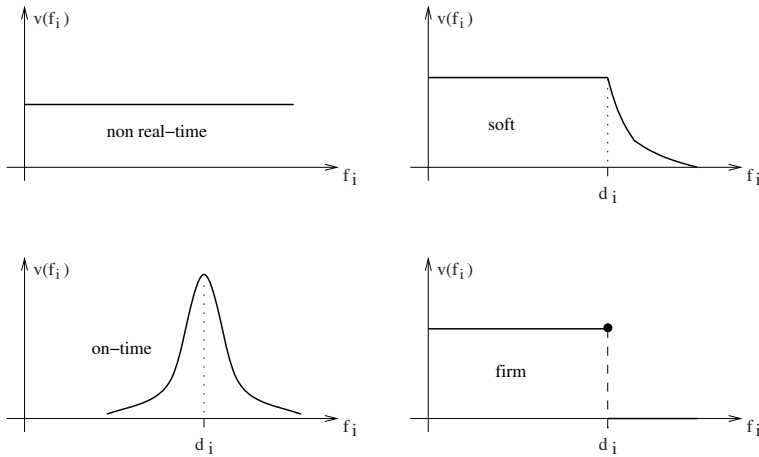 v(f_i)
non real-time
f_i
v(f_i)
soft
f_i
d_i
v(f_i)
on-time
f_i
d_i
v(f_i)
firm
f_i
d_i